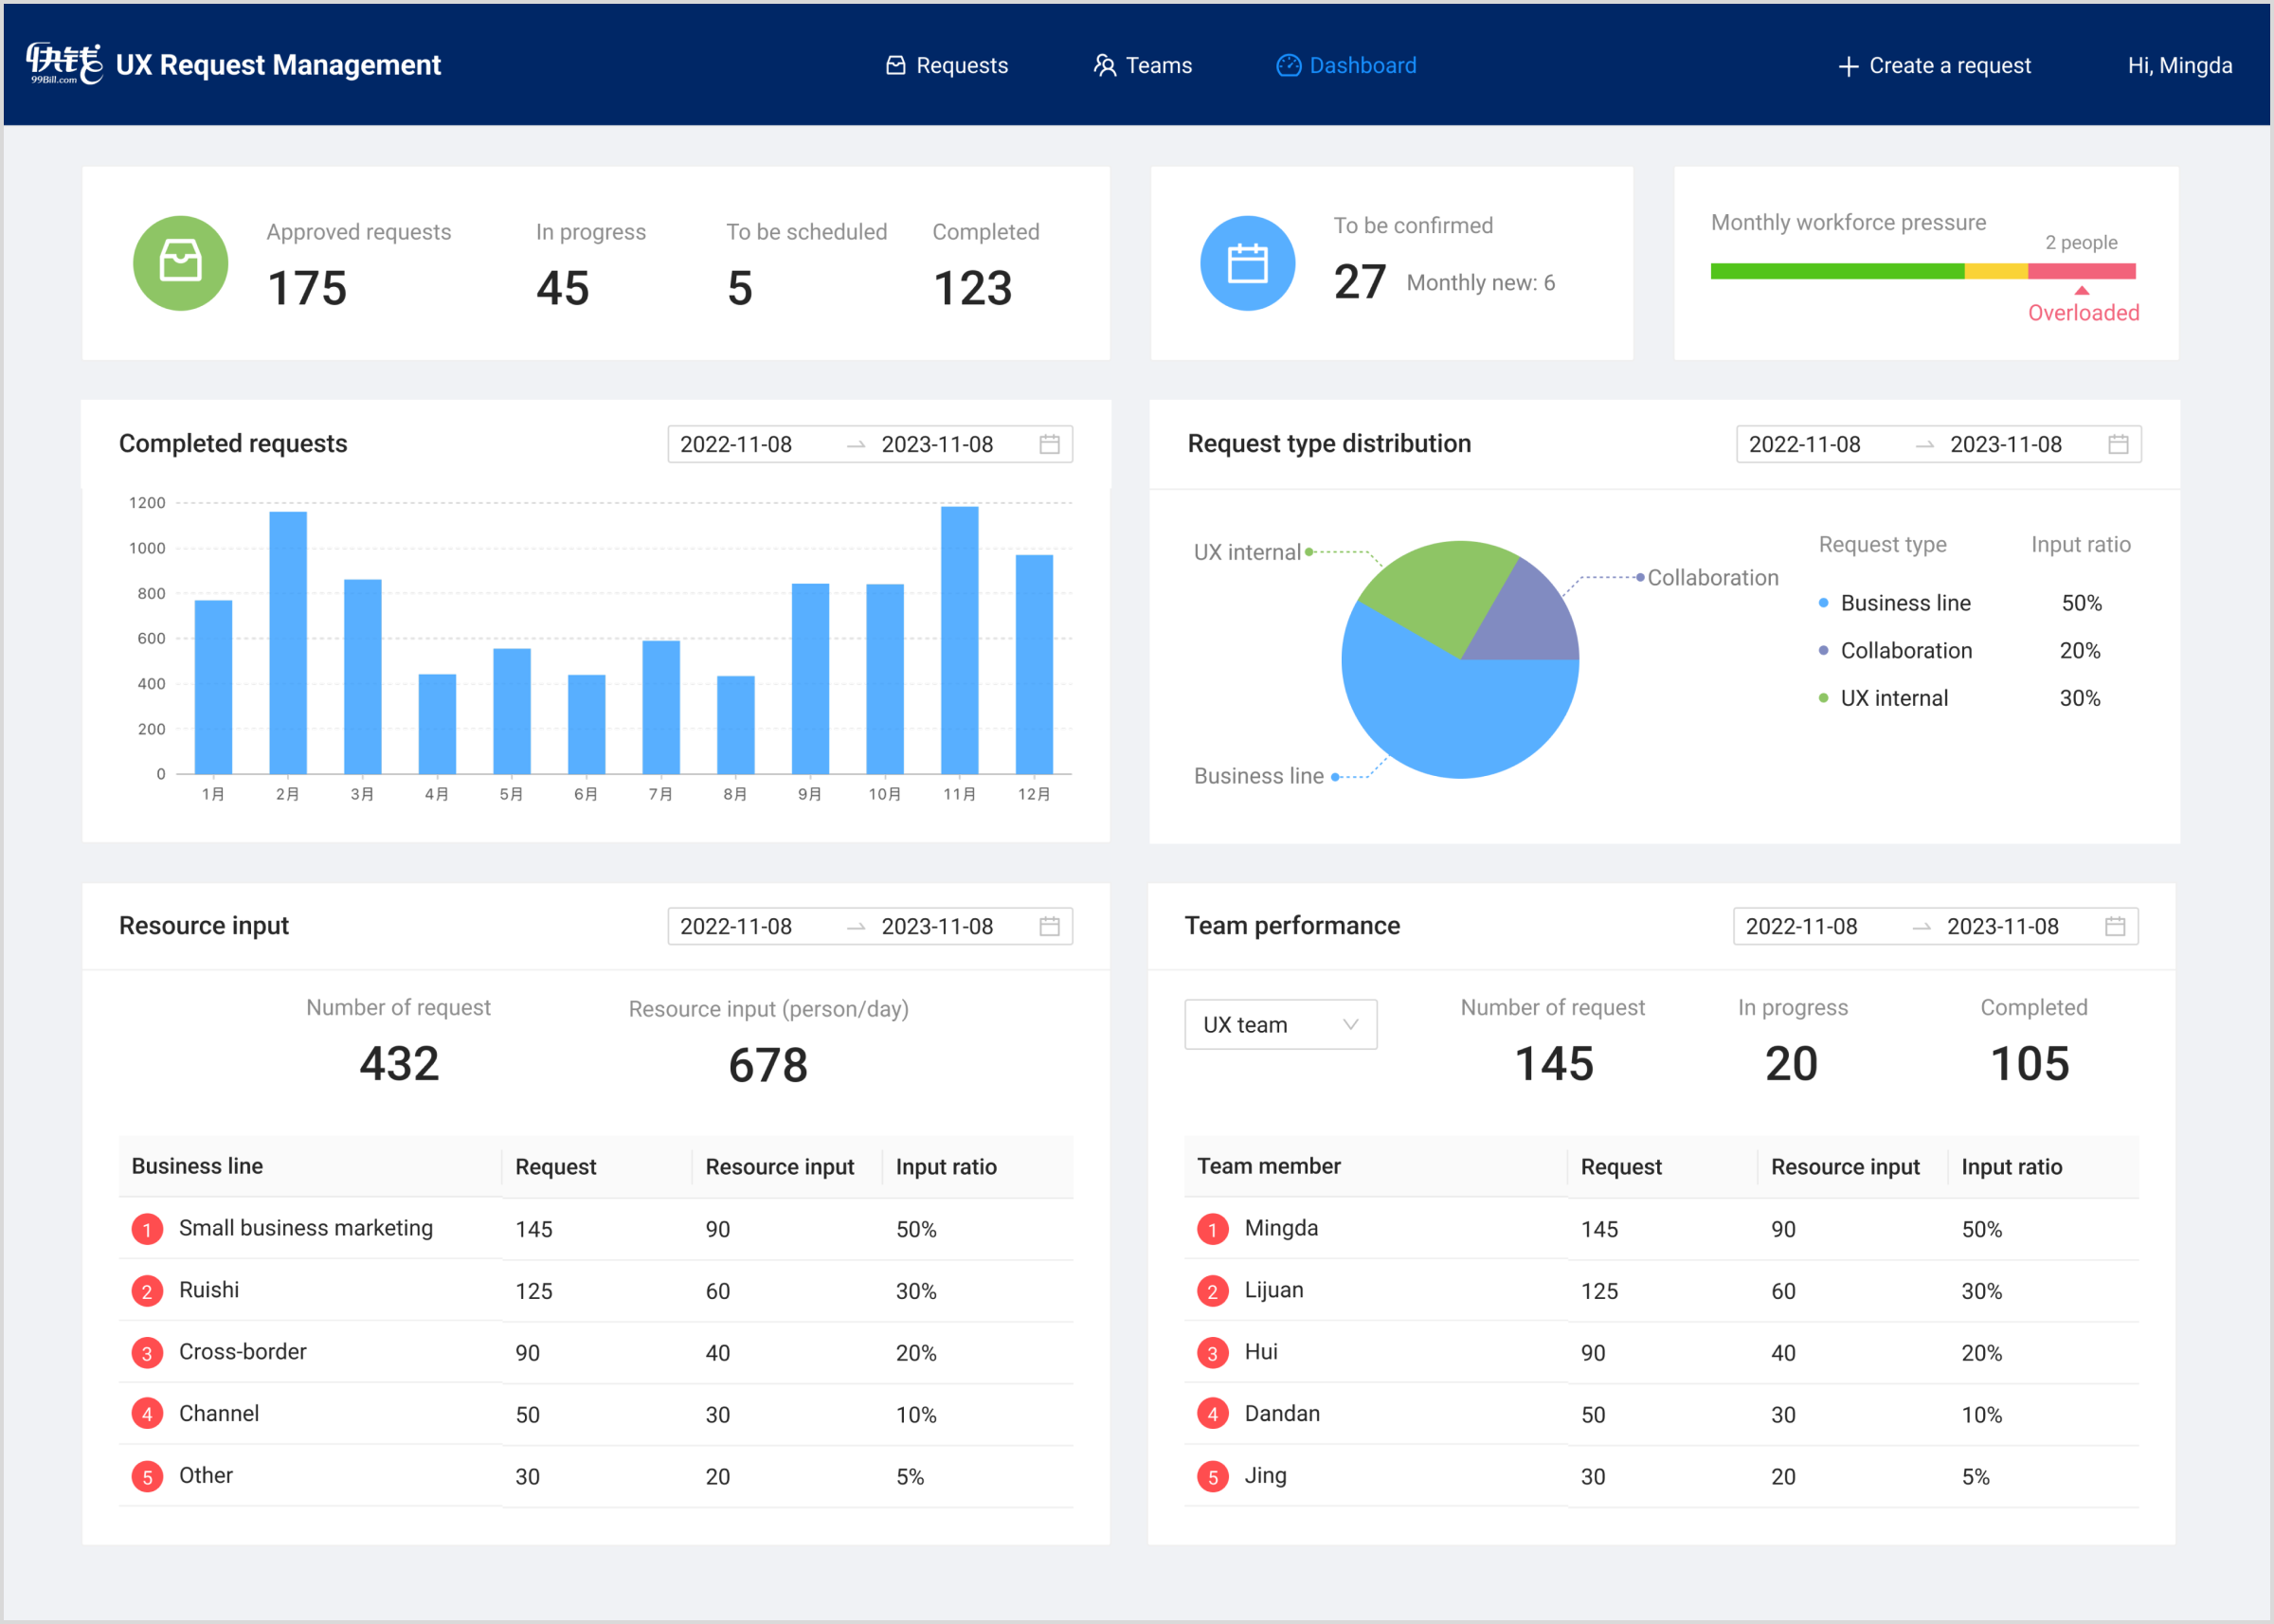 快钱 99Bill.com UX Request Management Requests Teams Dashboard + Create a request Hi, Mingda
Approved requests In progress To be scheduled Completed
175 45 5 123
To be confirmed
27 Monthly new: 6
Monthly workforce pressure
2 people
Overloaded
Completed requests 2022-11-08 2023-11-08
1200
1000
800
600
400
200
0
1月 2月 3月 4月 5月 6月 7月 8月 9月 10月 11月 12月
Request type distribution 2022-11-08 2023-11-08
UX internal
Collaboration
Business line
Request type Input ratio
Business line 50%
Collaboration 20%
UX internal 30%
Resource input 2022-11-08 2023-11-08
Number of request Resource input (person/day)
432 678
Business line Request Resource input Input ratio
1 Small business marketing 145 90 50%
2 Ruishi 125 60 30%
3 Cross-border 90 40 20%
4 Channel 50 30 10%
5 Other 30 20 5%
Team performance 2022-11-08 2023-11-08
UX team Number of request In progress Completed
145 20 105
Team member Request Resource input Input ratio
1 Mingda 145 90 50%
2 Lijuan 125 60 30%
3 Hui 90 40 20%
4 Dandan 50 30 10%
5 Jing 30 20 5%